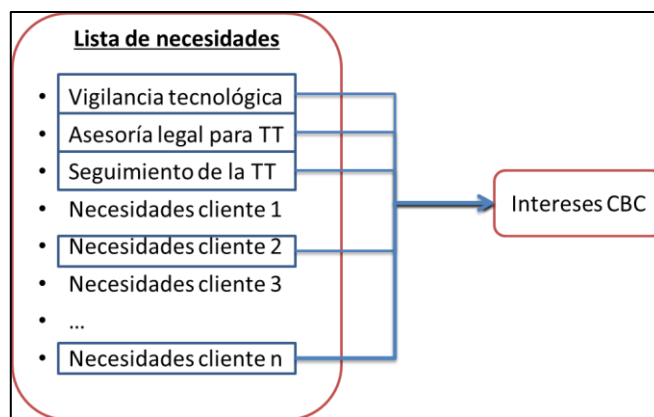 Lista de necesidades
• Vigilancia tecnológica
• Asesoría legal para TT
• Seguimiento de la TT
• Necesidades cliente 1
• Necesidades cliente 2
• Necesidades cliente 3
• ...
• Necesidades cliente n
Intereses CBC